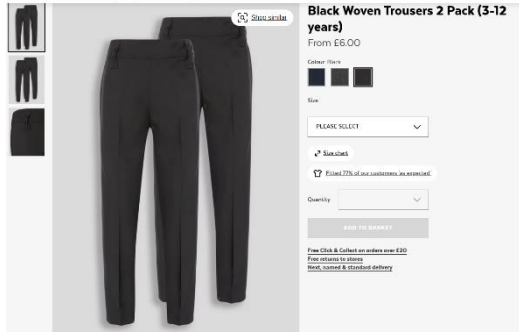 Shop similar
Black Woven Trousers 2 Pack (3-12
years)
From £6.00
Colour: Black
Size:
PLEASE SELECT
Size chart
Fitted 77% of our customers 'as expected'
Quantity
ADD TO BASKET
Free Click & Collect on orders over £20
Free returns to stores
Next, named & standard delivery